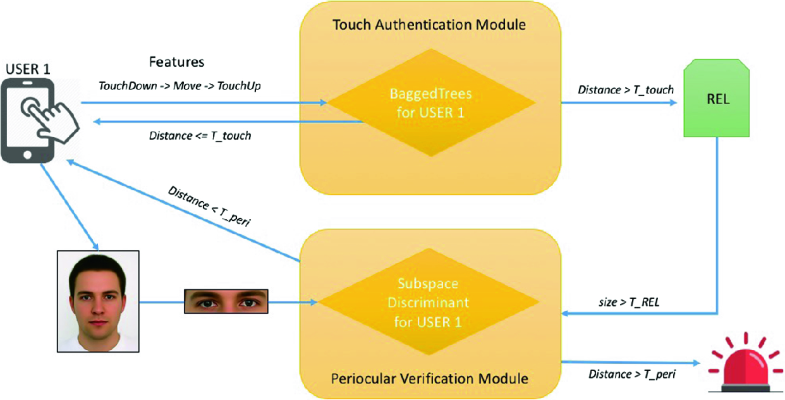 Touch Authentication Module
USER 1
Features
TouchDown -> Move -> TouchUp
BaggedTrees
for USER 1
Distance > T_touch
REL
Distance <= T_touch
Distance < T_peri
Subspace
Discriminant
for USER 1
size > T_REL
Periocular Verification Module
Distance > T_peri